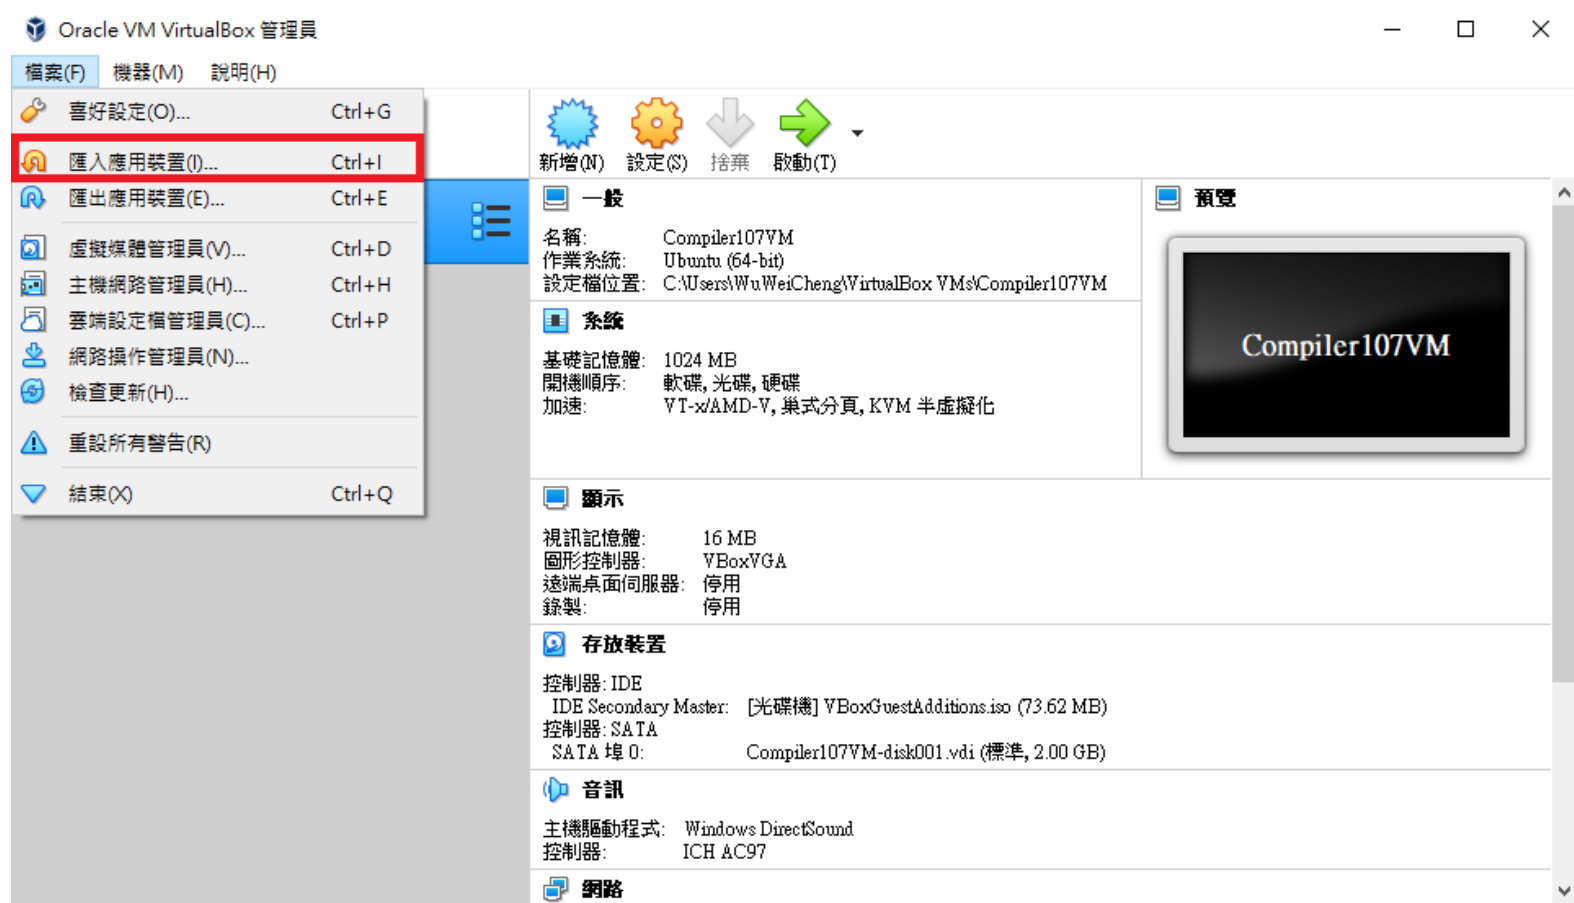 Oracle VM VirtualBox 管理員
檔案(F) 機器(M) 說明(H)
喜好設定(O)... Ctrl+G
匯入應用裝置(I)... Ctrl+I
匯出應用裝置(E)... Ctrl+E
虛擬媒體管理員(V)... Ctrl+D
主機網路管理員(H)... Ctrl+H
雲端設定檔管理員(C)... Ctrl+P
網路操作管理員(N)...
檢查更新(H)...
重設所有警告(R)
結束(X) Ctrl+Q
新增(N) 設定(S) 捨棄 啟動(T)
一般
名稱: Compiler107VM
作業系統: Ubuntu (64-bit)
設定檔位置: C:\Users\WuWeiCheng\VirtualBox VMs\Compiler107VM
系統
基礎記憶體: 1024 MB
開機順序: 軟碟, 光碟, 硬碟
加速: VT-x/AMD-V, 巢式分頁, KVM 半虛擬化
預覽
Compiler107VM
顯示
視訊記憶體: 16 MB
圖形控制器: VBoxVGA
遠端桌面伺服器: 停用
錄製: 停用
存放裝置
控制器: IDE
IDE Secondary Master: [光碟機] VBoxGuestAdditions.iso (73.62 MB)
控制器: SATA
SATA 埠 0: Compiler107VM-disk001.vdi (標準, 2.00 GB)
音訊
主機驅動程式: Windows DirectSound
控制器: ICH AC97
網路